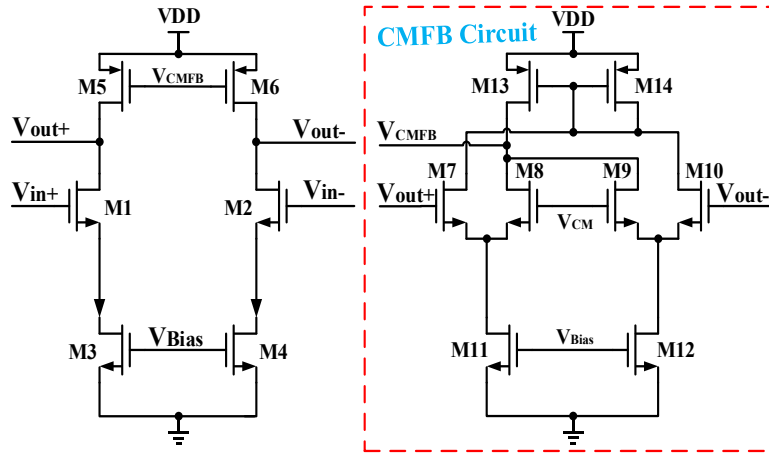 VDD
M5
VCMFB
M6
Vout+
Vout-
Vin+
M1
M2
Vin-
M3
VBias
M4
CMFB Circuit
VDD
M13
M14
VCMFB
M7
M8
M9
M10
Vout+
VCM
Vout-
M11
VBias
M12